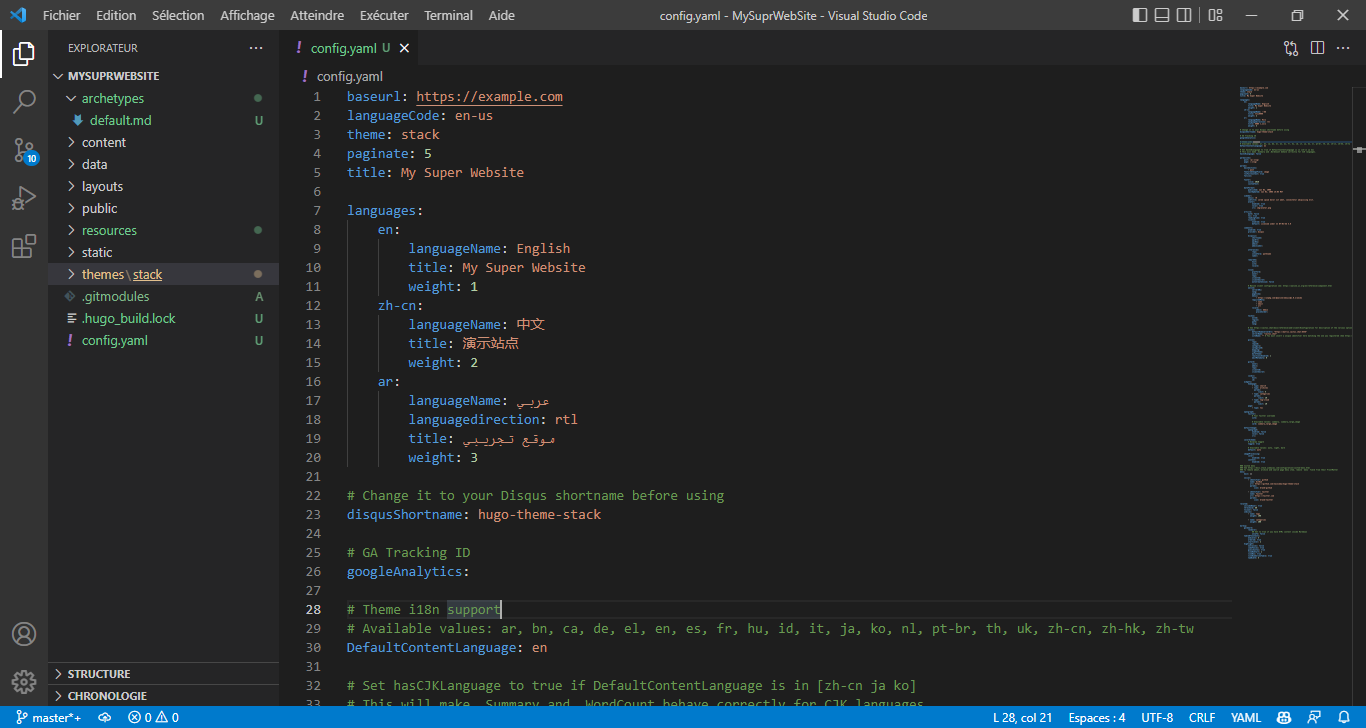 Fichier Edition Sélection Affichage Atteindre Exécuter Terminal Aide
config.yaml - MySuprWebSite - Visual Studio Code
EXPLORATEUR
MYSUPRWEBSITE
archetypes
default.md U
content
data
layouts
public
resources
static
themes\stack
.gitmodules A
.hugo_build.lock U
config.yaml U
STRUCTURE
CHRONOLOGIE
10
! config.yaml U
! config.yaml
1 baseurl: https://example.com
2 languageCode: en-us
3 theme: stack
4 paginate: 5
5 title: My Super Website
6
7 languages:
8 en:
9 languageName: English
10 title: My Super Website
11 weight: 1
12 zh-cn:
13 languageName: 中文
14 title: 演示站点
15 weight: 2
16 ar:
17 languageName: عربي
18 languagedirection: rtl
19 title: موقع تجريبي
20 weight: 3
21
22 # Change it to your Disqus shortname before using
23 disqusShortname: hugo-theme-stack
24
25 # GA Tracking ID
26 googleAnalytics:
27
28 # Theme i18n support
29 # Available values: ar, bn, ca, de, el, en, es, fr, hu, id, it, ja, ko, nl, pt-br, th, uk, zh-cn, zh-hk, zh-tw
30 DefaultContentLanguage: en
31
32 # Set hasCJKLanguage to true if DefaultContentLanguage is in [zh-cn ja ko]
33 # This will make .Summary and .WordCount behave correctly for CJK languages.
master*+ 0 0 L 28, col 21 Espaces : 4 UTF-8 CRLF YAML